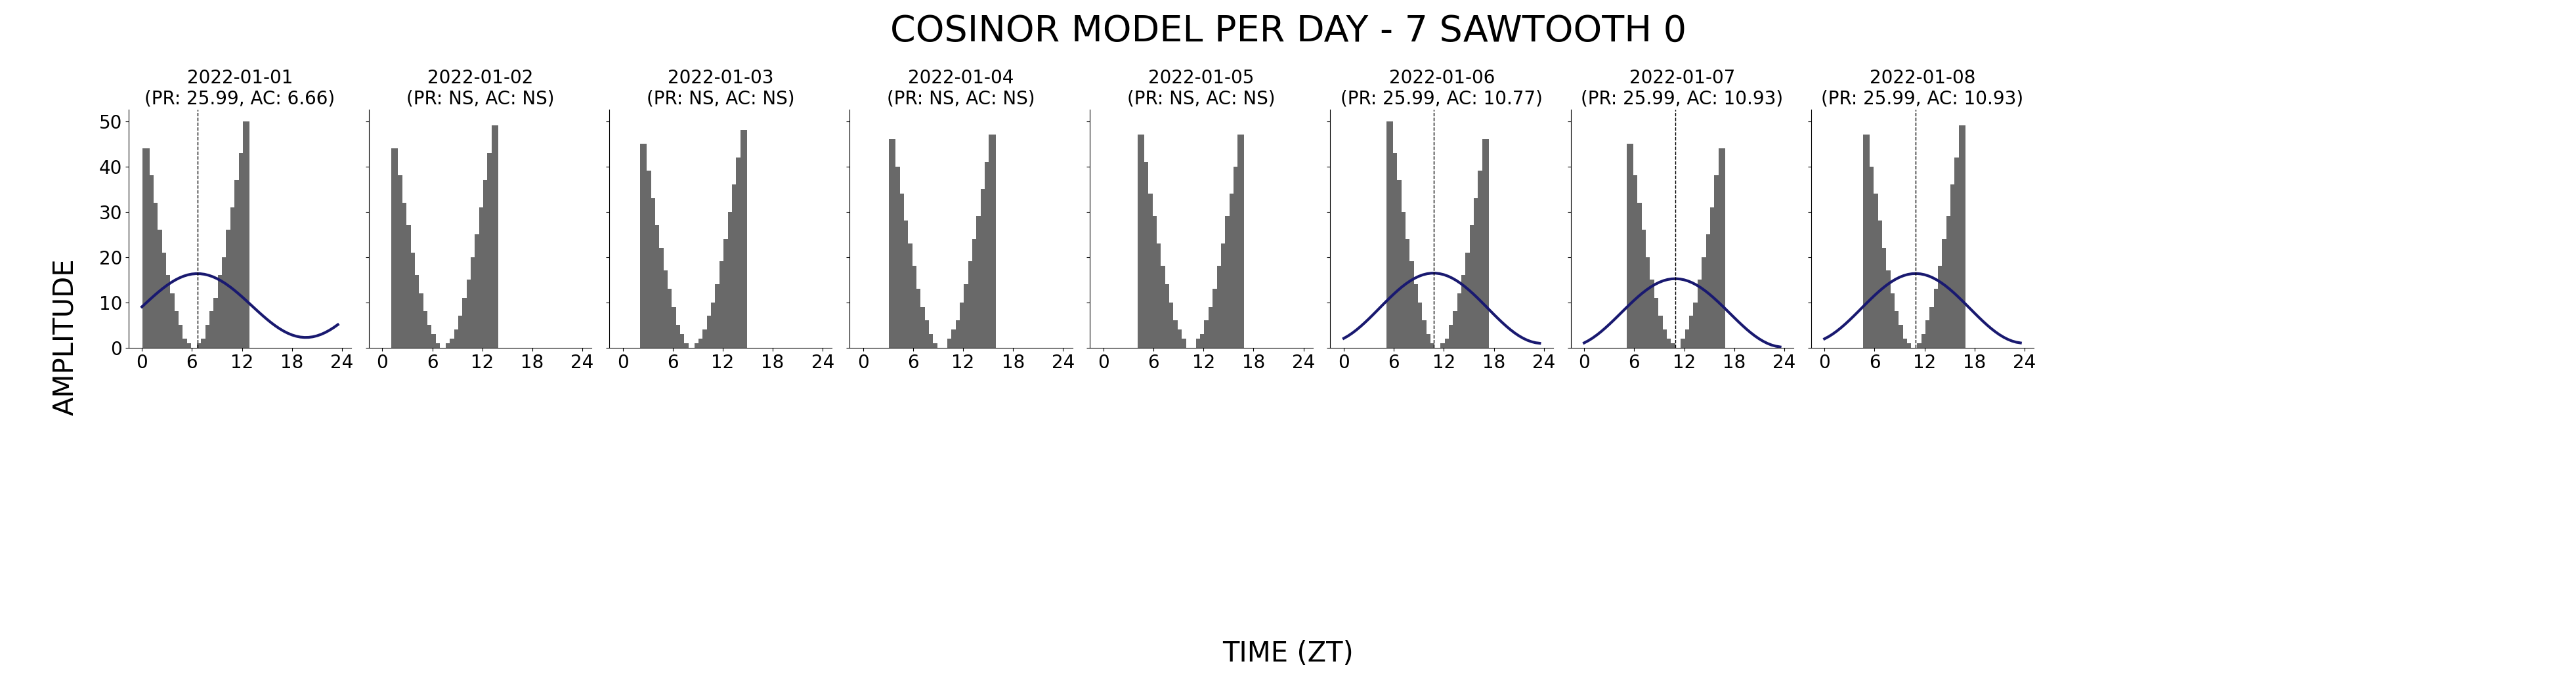 COSINOR MODEL PER DAY - 7 SAWTOOTH 0
2022-01-01
(PR: 25.99, AC: 6.66)
2022-01-02
(PR: NS, AC: NS)
2022-01-03
(PR: NS, AC: NS)
2022-01-04
(PR: NS, AC: NS)
2022-01-05
(PR: NS, AC: NS)
2022-01-06
(PR: 25.99, AC: 10.77)
2022-01-07
(PR: 25.99, AC: 10.93)
2022-01-08
(PR: 25.99, AC: 10.93)
50
40
30
20
10
0
0 6 12 18 24
0 6 12 18 24
0 6 12 18 24
0 6 12 18 24
0 6 12 18 24
0 6 12 18 24
0 6 12 18 24
0 6 12 18 24
AMPLITUDE
TIME (ZT)